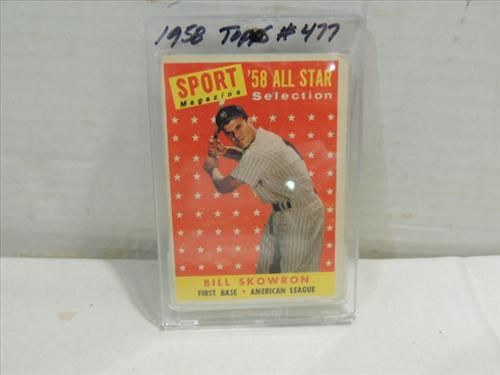 1958 Topps #477
SPORT '58 ALL STAR
Magazine Selection
BILL SKOWRON
FIRST BASE • AMERICAN LEAGUE